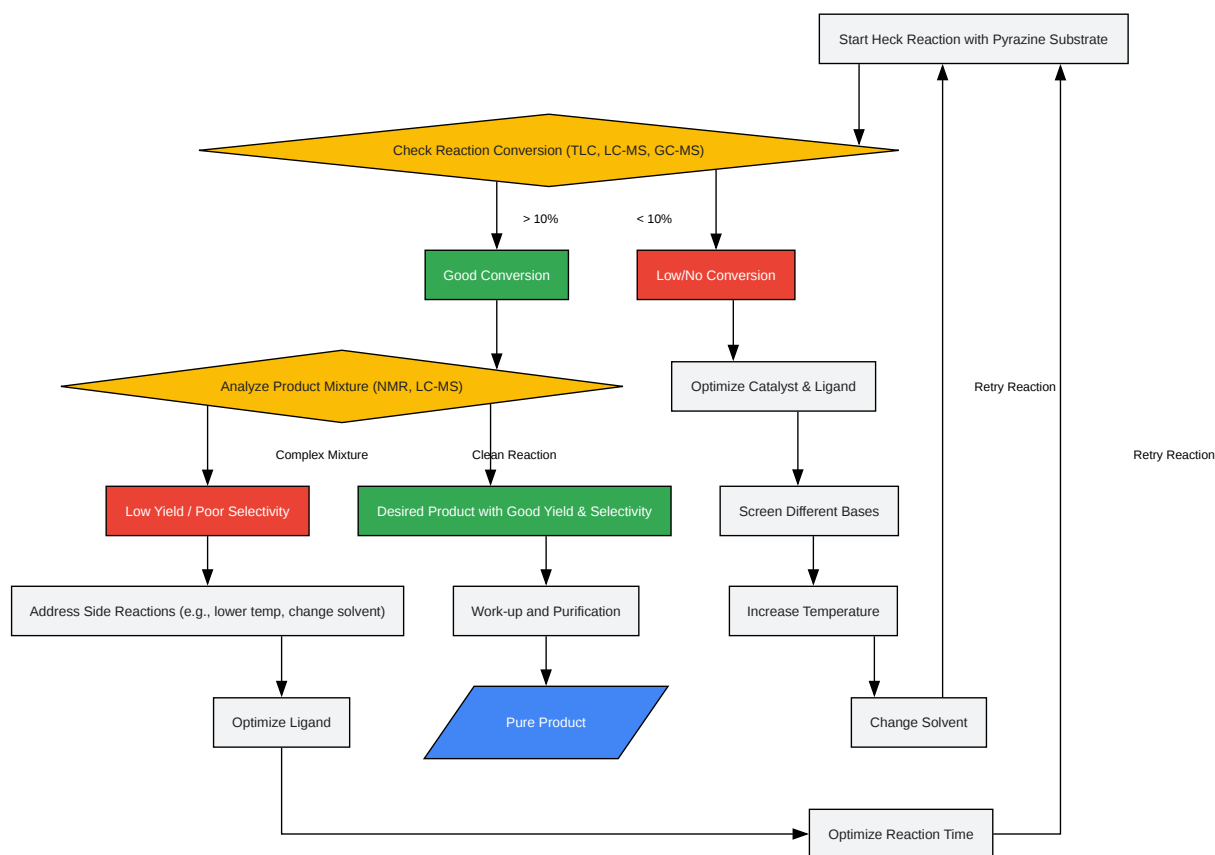 Start Heck Reaction with Pyrazine Substrate
Check Reaction Conversion (TLC, LC-MS, GC-MS)
> 10%
< 10%
Good Conversion
Low/No Conversion
Analyze Product Mixture (NMR, LC-MS)
Optimize Catalyst & Ligand
Retry Reaction
Complex Mixture
Clean Reaction
Retry Reaction
Low Yield / Poor Selectivity
Desired Product with Good Yield & Selectivity
Screen Different Bases
Address Side Reactions (e.g., lower temp, change solvent)
Work-up and Purification
Increase Temperature
Optimize Ligand
Pure Product
Change Solvent
Optimize Reaction Time